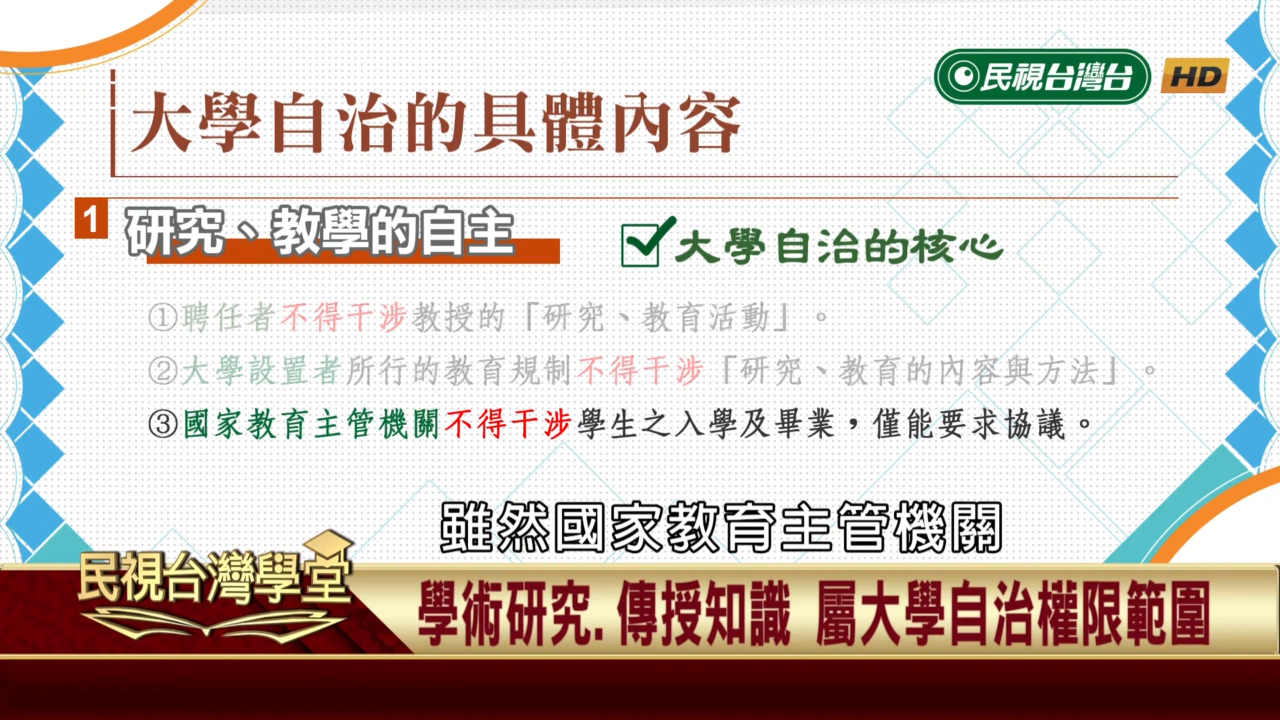 民視台灣台 HD
大學自治的具體內容
1 研究、教學的自主
大學自治的核心
①聘任者不得干涉教授的「研究、教育活動」。
②大學設置者所行的教育規制不得干涉「研究、教育的內容與方法」。
③國家教育主管機關不得干涉學生之入學及畢業，僅能要求協議。
雖然國家教育主管機關
民視台灣學堂
學術研究.傳授知識 屬大學自治權限範圍